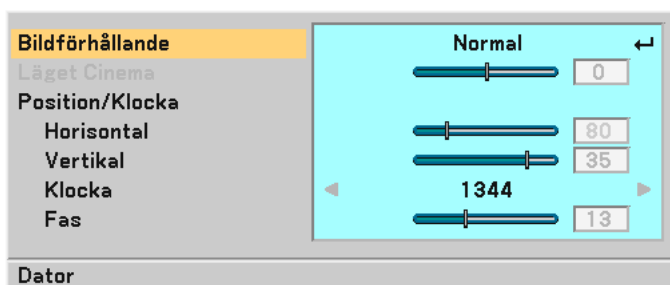 Bildförhållande Normal
Läget Cinema 0
Position/Klocka
Horisontal 80
Vertikal 35
Klocka 1344
Fas 13
Dator